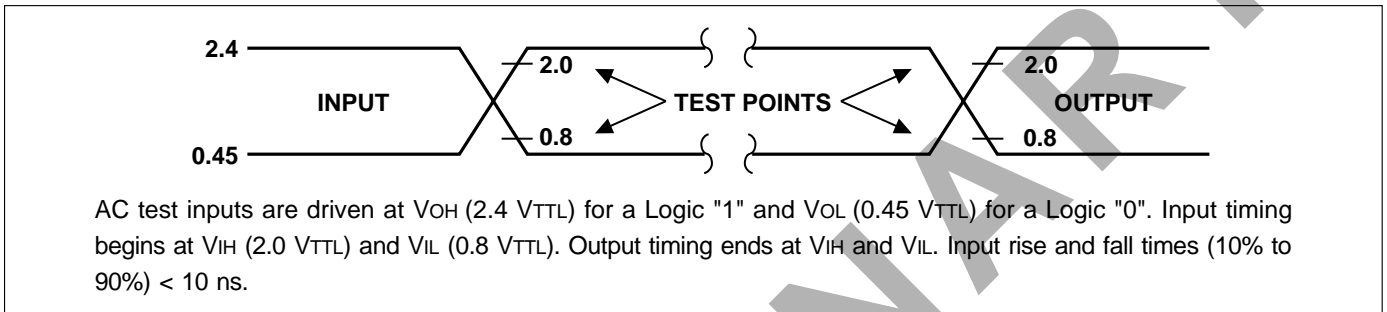 2.4
2.0
2.0
INPUT
TEST POINTS
OUTPUT
0.8
0.8
0.45
AC test inputs are driven at VOH (2.4 VTTL) for a Logic "1" and VOL (0.45 VTTL) for a Logic "0". Input timing
begins at VIH (2.0 VTTL) and VIL (0.8 VTTL). Output timing ends at VIH and VIL. Input rise and fall times (10% to
90%) < 10 ns.
NAR